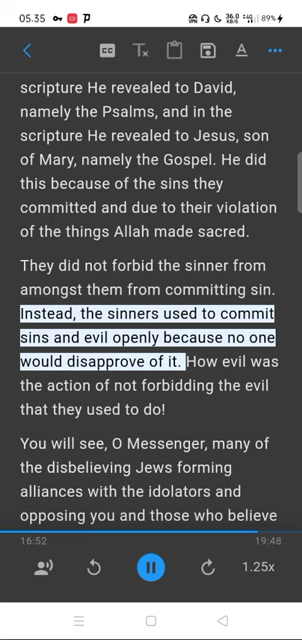 05.35
36.0 KB/S
89%
CC
scripture He revealed to David,
namely the Psalms, and in the
scripture He revealed to Jesus, son
of Mary, namely the Gospel. He did
this because of the sins they
committed and due to their violation
of the things Allah made sacred.
They did not forbid the sinner from
amongst them from committing sin.
Instead, the sinners used to commit
sins and evil openly because no one
would disapprove of it. How evil was
the action of not forbidding the evil
that they used to do!
You will see, O Messenger, many of
the disbelieving Jews forming
alliances with the idolators and
opposing you and those who believe
16:52
19:48
1.25x